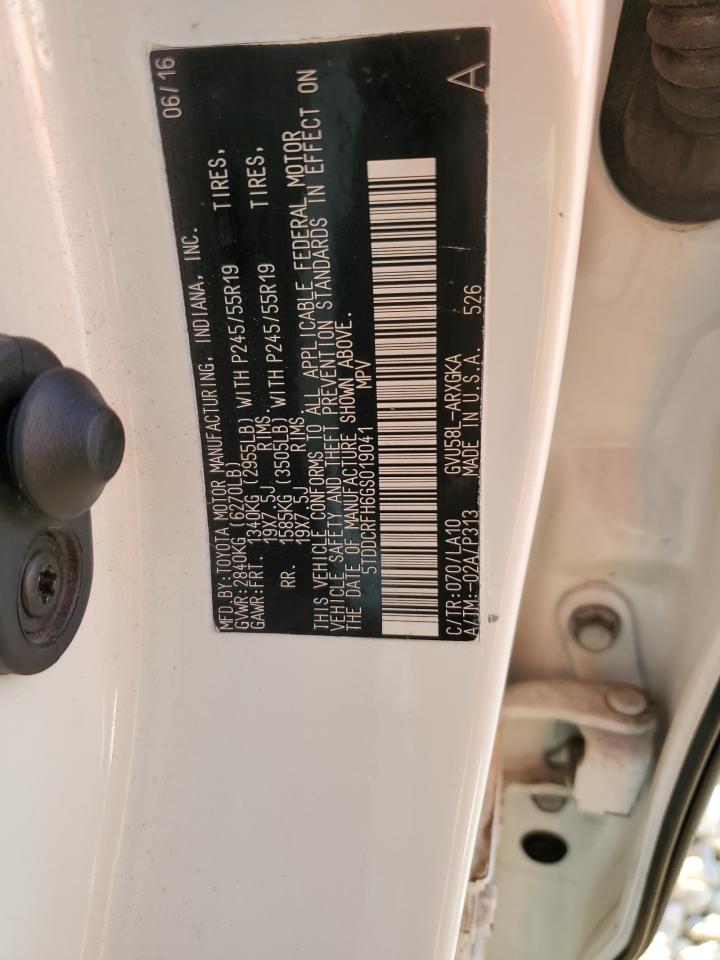 MFD.BY:TOYOTA MOTOR MANUFACTURING, INDIANA, INC. 06/16
GVWR:2840KG (6270LB)
GAWR:FRT. 1340KG (2955LB) WITH P245/55R19 TIRES,
19X7.5J RIMS.
RR. 1585KG (3505LB) WITH P245/55R19 TIRES,
19X7.5J RIMS.
THIS VEHICLE CONFORMS TO ALL APPLICABLE FEDERAL MOTOR
VEHICLE SAFETY AND THEFT PREVENTION STANDARDS IN EFFECT ON
THE DATE OF MANUFACTURE SHOWN ABOVE.
5TDDCRFH6GS019041 MPV
C/TR:070/LA10 GVU58L-ARXGKA
A/TM:-02A/P313 MADE IN U.S.A. 526 A